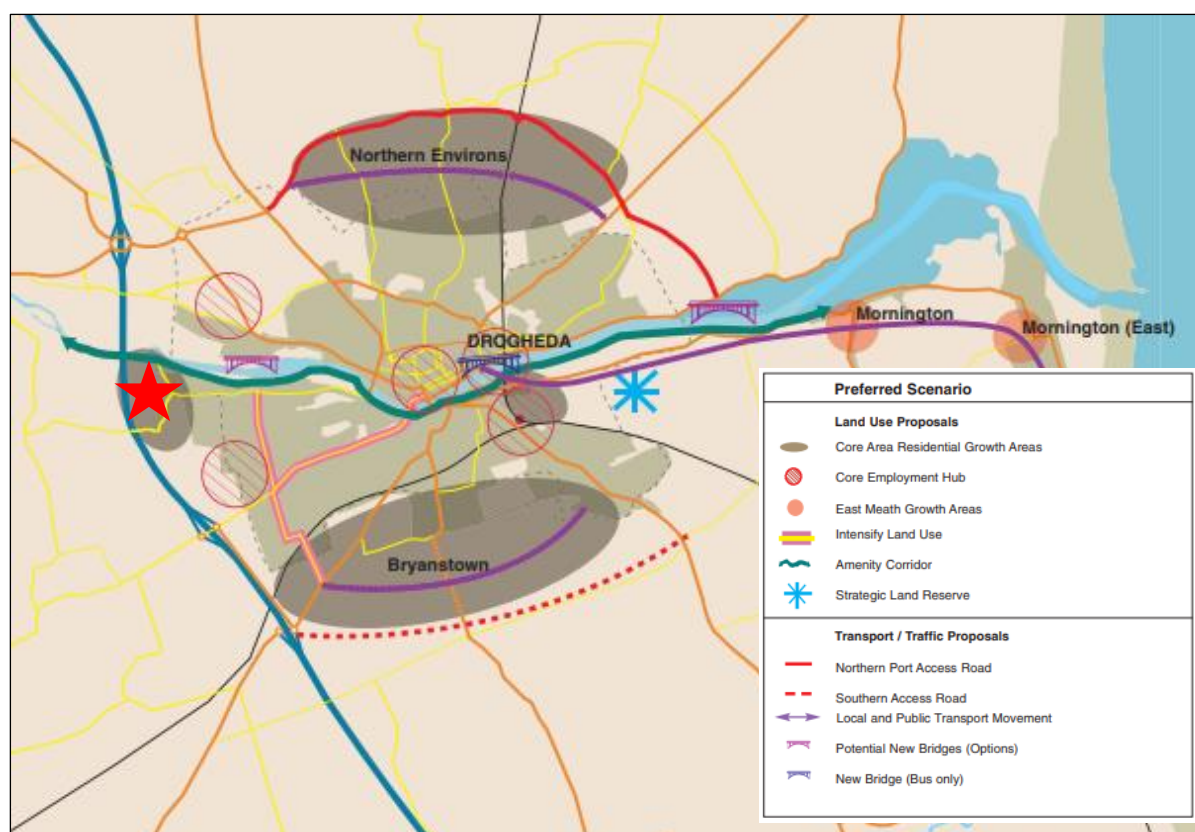 Northern Environs
DROGHEDA
Mornington
Mornington (East)
Bryanstown
Preferred Scenario
Land Use Proposals
Core Area Residential Growth Areas
Core Employment Hub
East Meath Growth Areas
Intensify Land Use
Amenity Corridor
Strategic Land Reserve
Transport / Traffic Proposals
Northern Port Access Road
Southern Access Road
Local and Public Transport Movement
Potential New Bridges (Options)
New Bridge (Bus only)